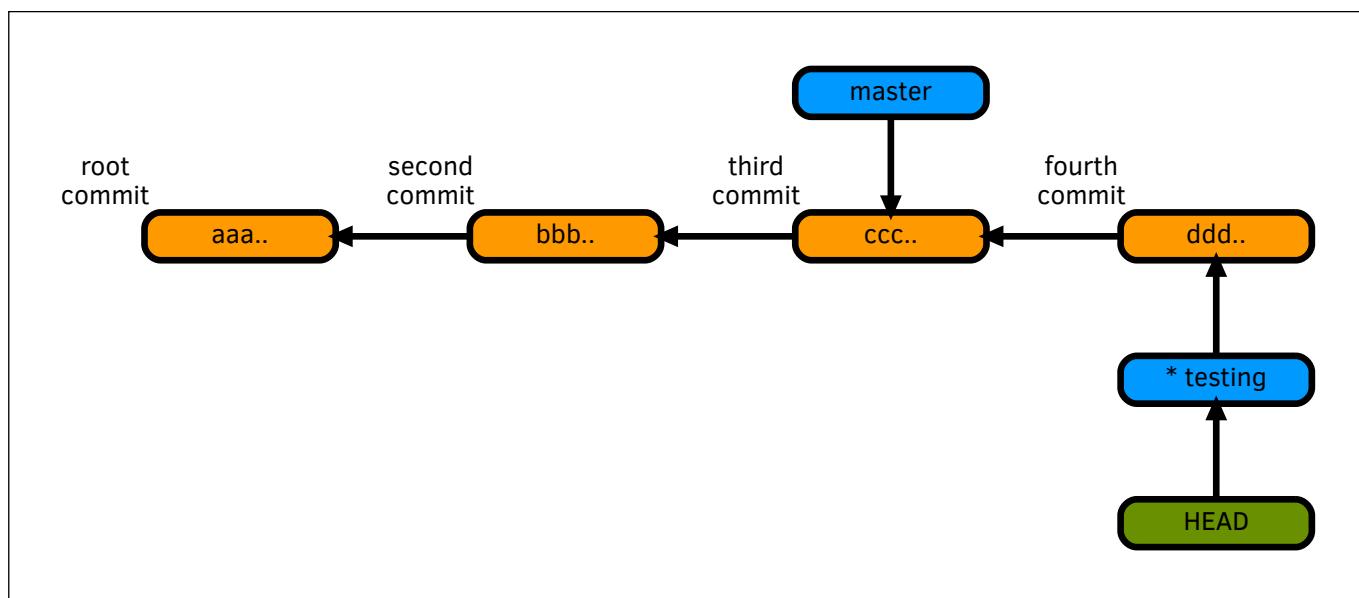 master
root
commit
second
commit
third
commit
fourth
commit
aaa..
bbb..
ccc..
ddd..
* testing
HEAD